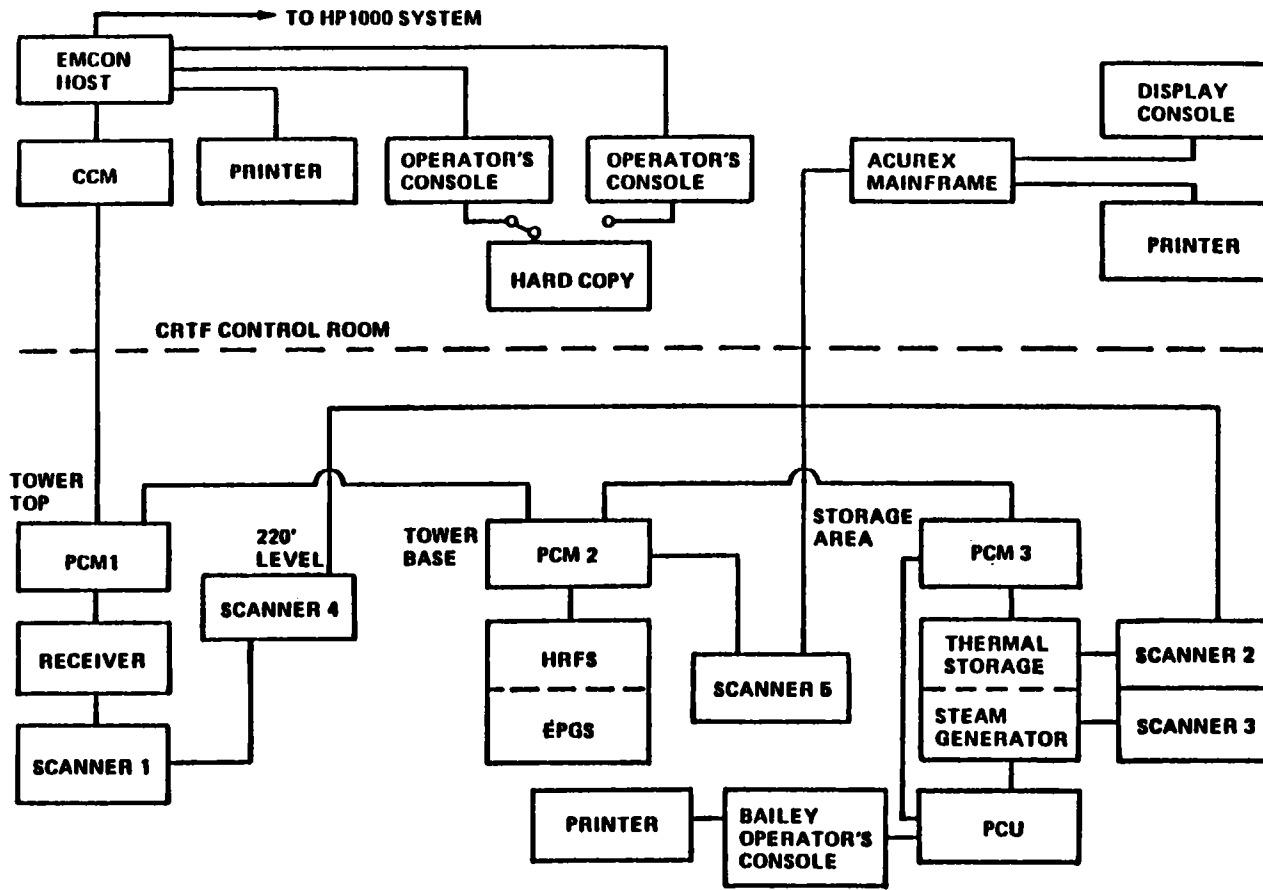 TO HP1000 SYSTEM
EMCON
HOST
CCM
PRINTER
OPERATOR'S
CONSOLE
OPERATOR'S
CONSOLE
HARD COPY
ACUREX
MAINFRAME
DISPLAY
CONSOLE
PRINTER
CRTF CONTROL ROOM
TOWER
TOP
PCM1
RECEIVER
SCANNER 1
220'
LEVEL
SCANNER 4
TOWER
BASE
PCM 2
HRFS
EPGS
SCANNER 5
STORAGE
AREA
PCM 3
THERMAL
STORAGE
STEAM
GENERATOR
SCANNER 2
SCANNER 3
PRINTER
BAILEY
OPERATOR'S
CONSOLE
PCU